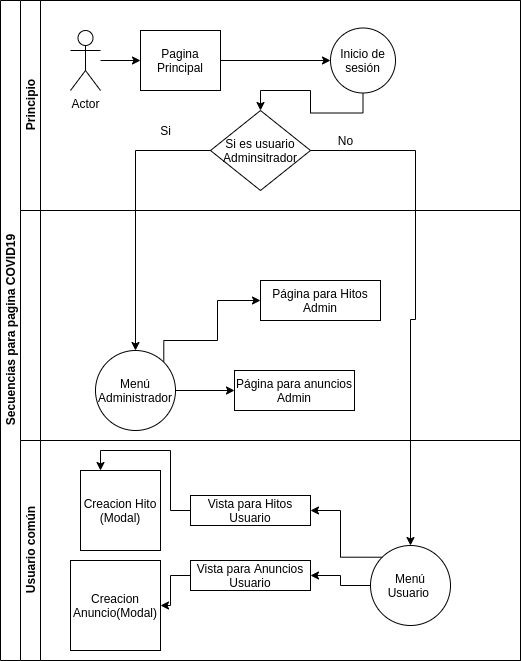 Secuencias para pagina COVID19
Principio
Actor
Pagina
Principal
Inicio de
sesión
Si es usuario
Adminsitrador
Si
No
Página para Hitos
Admin
Menú
Administrador
Página para anuncios
Admin
Usuario común
Creacion Hito
(Modal)
Vista para Hitos
Usuario
Creacion
Anuncio(Modal)
Vista para Anuncios
Usuario
Menú
Usuario